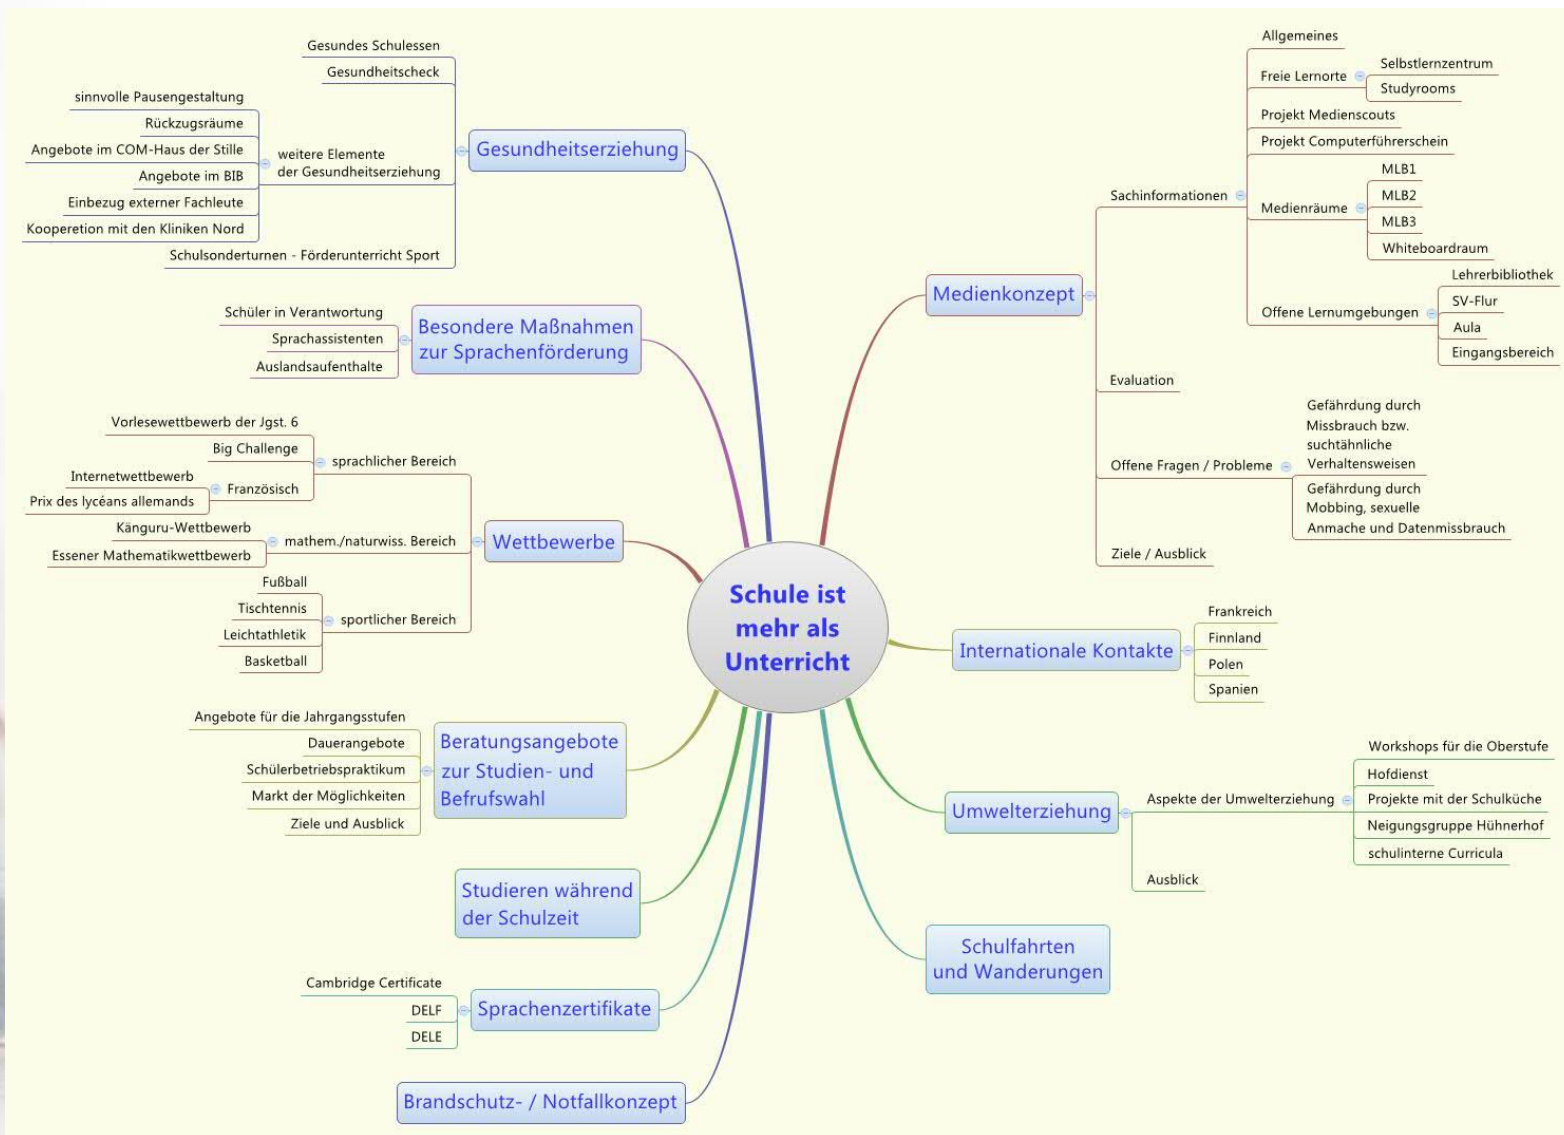 Schule ist
mehr als
Unterricht
Gesundheitserziehung
Gesundes Schulessen
Gesundheitscheck
weitere Elemente
der Gesundheitserziehung
sinnvolle Pausengestaltung
Rückzugsräume
Angebote im COM-Haus der Stille
Angebote im BIB
Einbezug externer Fachleute
Kooperetion mit den Kliniken Nord
Schulsonderturnen - Förderunterricht Sport
Besondere Maßnahmen
zur Sprachenförderung
Schüler in Verantwortung
Sprachassistenten
Auslandsaufenthalte
Wettbewerbe
sprachlicher Bereich
Vorlesewettbewerb der Jgst. 6
Big Challenge
Französisch
Internetwettbewerb
Prix des lycéans allemands
mathem./naturwiss. Bereich
Känguru-Wettbewerb
Essener Mathematikwettbewerb
sportlicher Bereich
Fußball
Tischtennis
Leichtathletik
Basketball
Beratungsangebote
zur Studien- und
Befrufswahl
Angebote für die Jahrgangsstufen
Dauerangebote
Schülerbetriebspraktikum
Markt der Möglichkeiten
Ziele und Ausblick
Studieren während
der Schulzeit
Sprachenzertifikate
Cambridge Certificate
DELF
DELE
Brandschutz- / Notfallkonzept
Medienkonzept
Sachinformationen
Allgemeines
Freie Lernorte
Selbstlernzentrum
Studyrooms
Projekt Medienscouts
Projekt Computerführerschein
Medienräume
MLB1
MLB2
MLB3
Whiteboardraum
Offene Lernumgebungen
Lehrerbibliothek
SV-Flur
Aula
Eingangsbereich
Evaluation
Offene Fragen / Probleme
Gefährdung durch
Missbrauch bzw.
suchtähnliche
Verhaltensweisen
Gefährdung durch
Mobbing, sexuelle
Anmache und Datenmissbrauch
Ziele / Ausblick
Internationale Kontakte
Frankreich
Finnland
Polen
Spanien
Umwelterziehung
Aspekte der Umwelterziehung
Workshops für die Oberstufe
Hofdienst
Projekte mit der Schulküche
Neigungsgruppe Hühnerhof
schulinterne Curricula
Ausblick
Schulfahrten
und Wanderungen